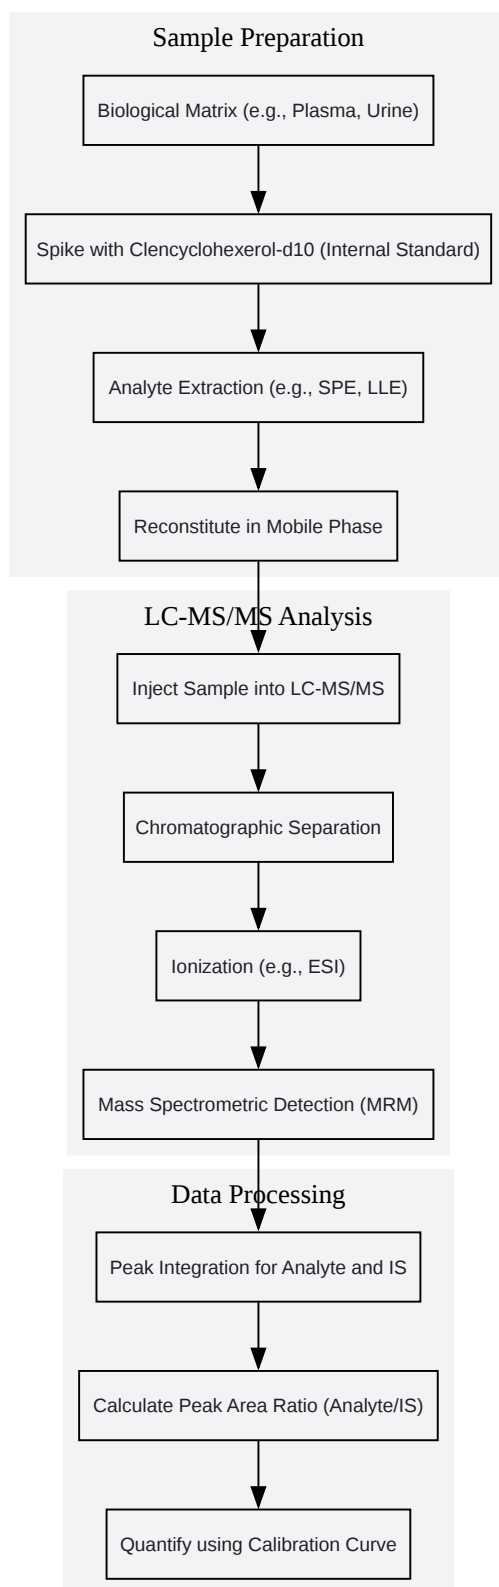 Sample Preparation
Biological Matrix (e.g., Plasma, Urine)
Spike with Clencyclohexerol-d10 (Internal Standard)
Analyte Extraction (e.g., SPE, LLE)
Reconstitute in Mobile Phase
LC-MS/MS Analysis
Inject Sample into LC-MS/MS
Chromatographic Separation
Ionization (e.g., ESI)
Mass Spectrometric Detection (MRM)
Data Processing
Peak Integration for Analyte and IS
Calculate Peak Area Ratio (Analyte/IS)
Quantify using Calibration Curve